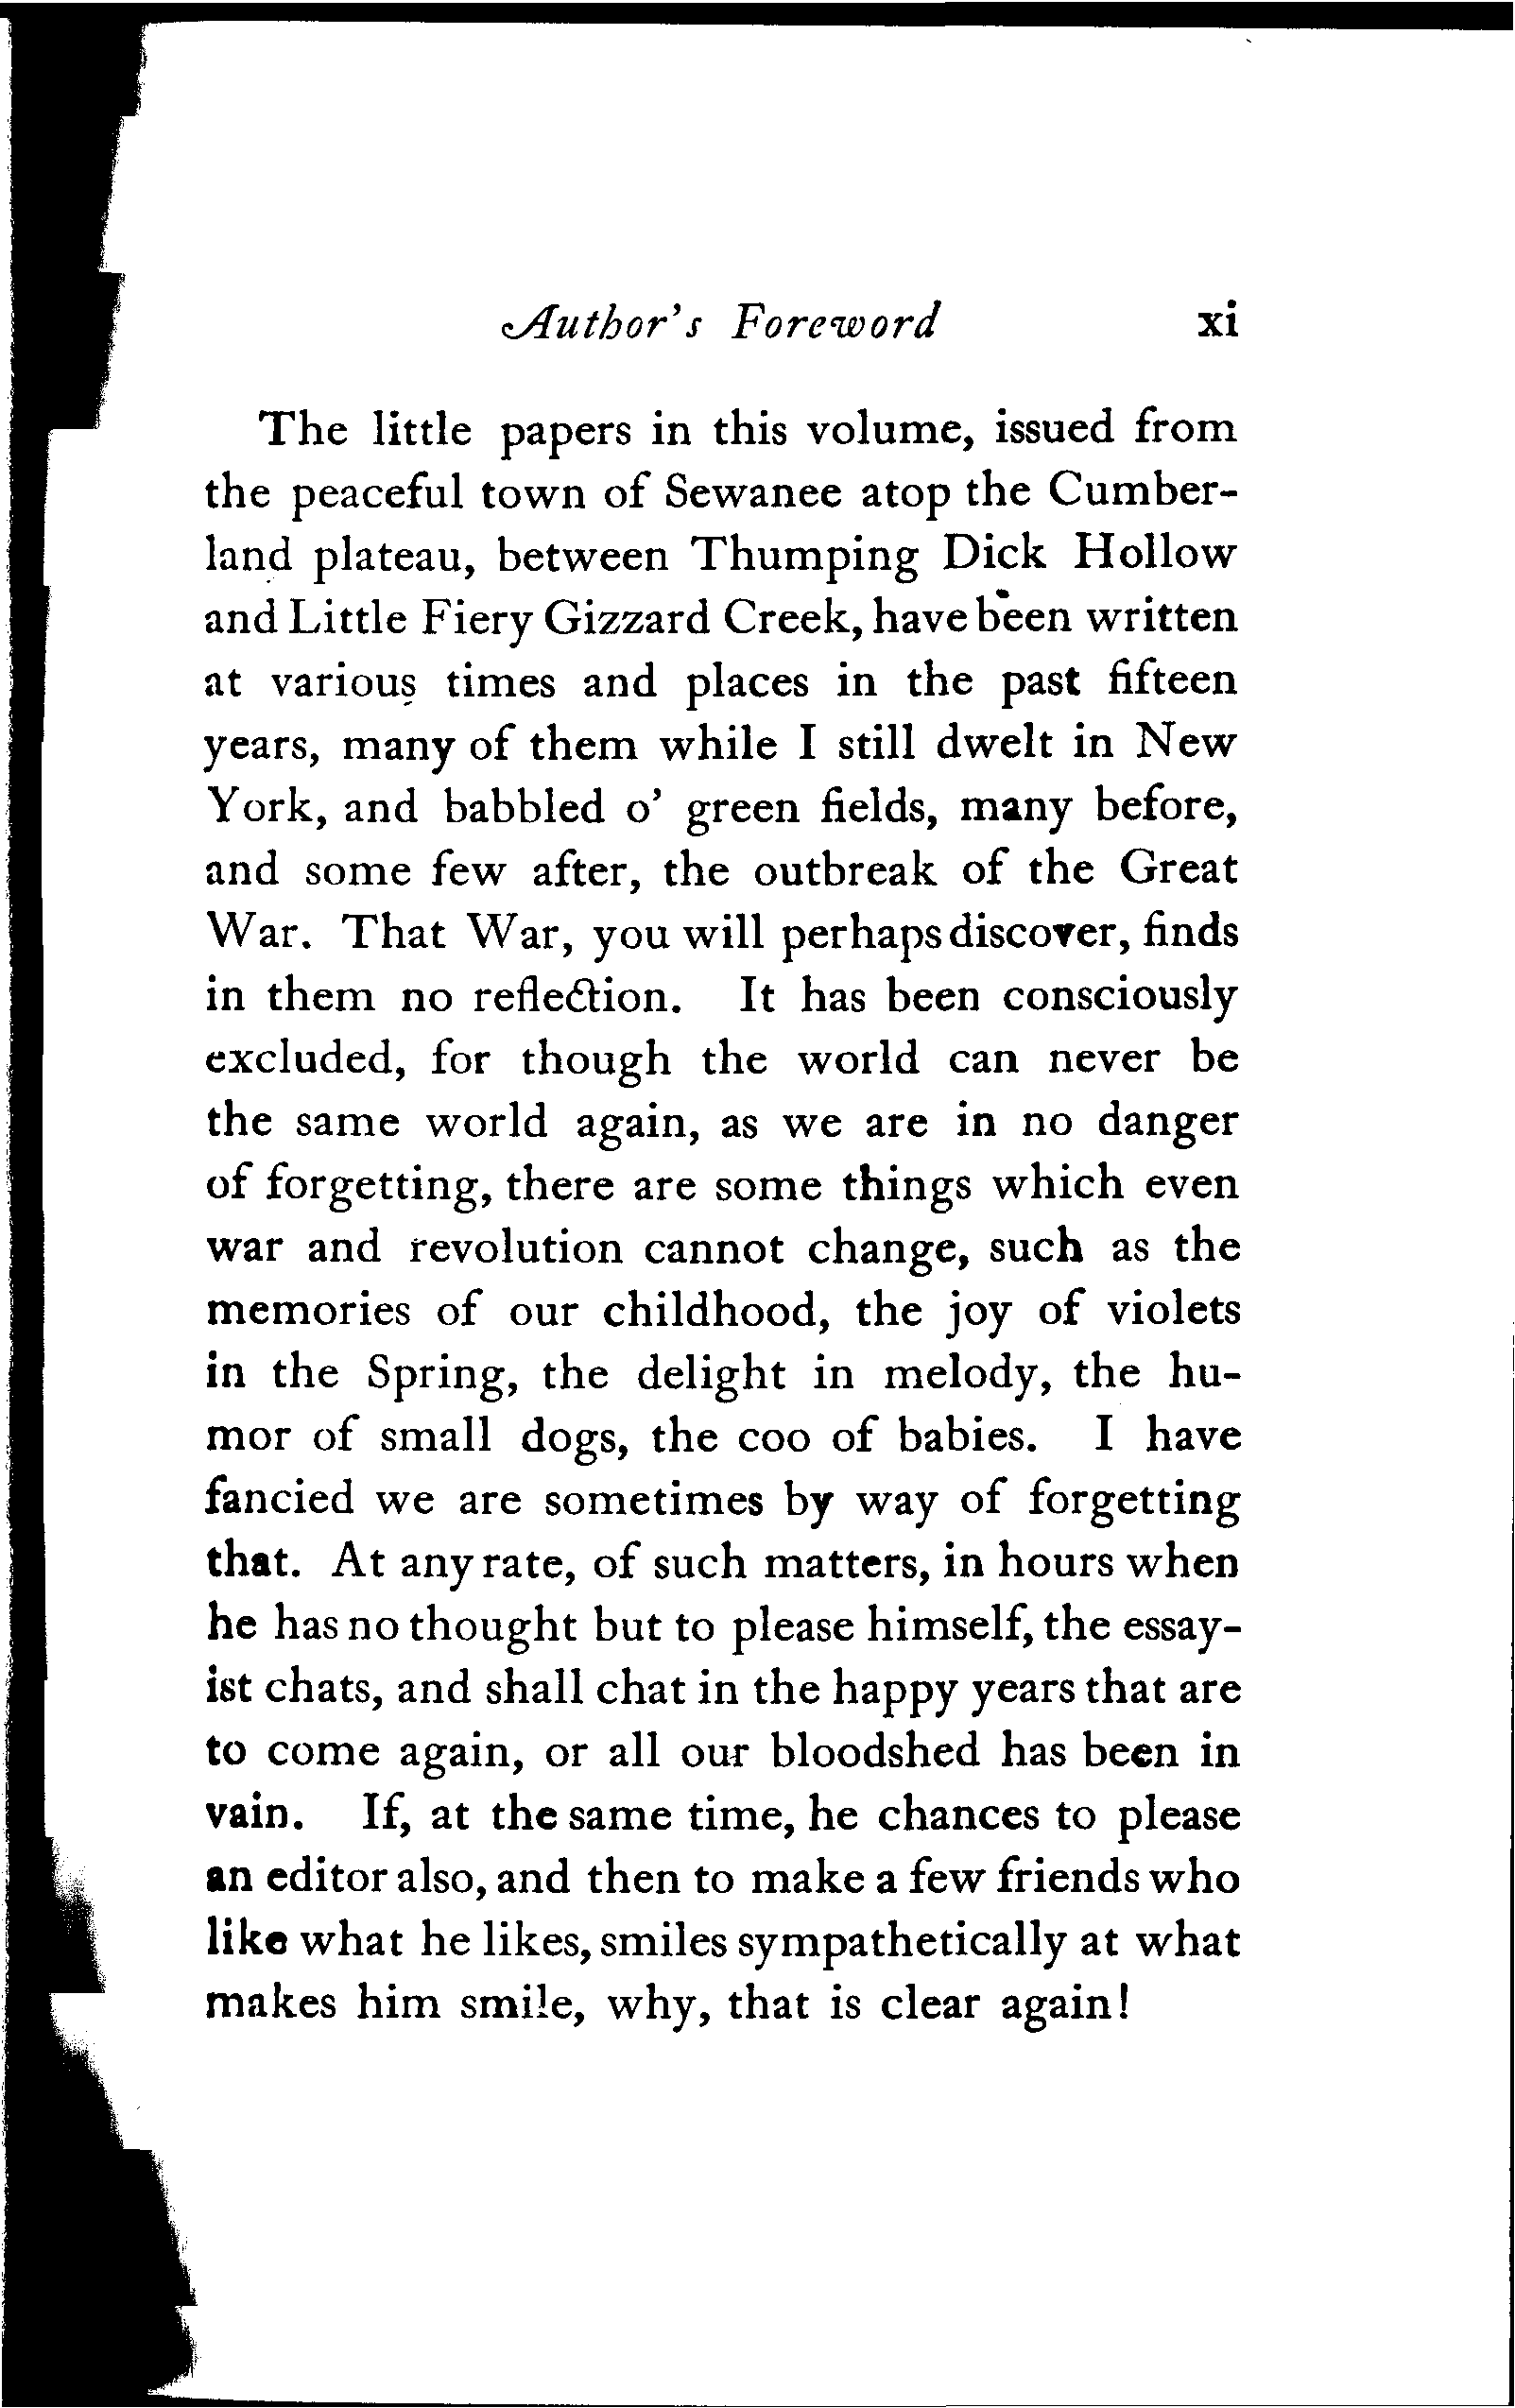 Author's Foreword xi
The little papers in this volume, issued from
the peaceful town of Sewanee atop the Cumber-
land plateau, between Thumping Dick Hollow
and Little Fiery Gizzard Creek, have been written
at various times and places in the past fifteen
years, many of them while I still dwelt in New
York, and babbled o' green fields, many before,
and some few after, the outbreak of the Great
War. That War, you will perhaps discover, finds
in them no reflection. It has been consciously
excluded, for though the world can never be
the same world again, as we are in no danger
of forgetting, there are some things which even
war and revolution cannot change, such as the
memories of our childhood, the joy of violets
in the Spring, the delight in melody, the hu-
mor of small dogs, the coo of babies. I have
fancied we are sometimes by way of forgetting
that. At any rate, of such matters, in hours when
he has no thought but to please himself, the essay-
ist chats, and shall chat in the happy years that are
to come again, or all our bloodshed has been in
vain. If, at the same time, he chances to please
an editor also, and then to make a few friends who
like what he likes, smiles sympathetically at what
makes him smile, why, that is clear again!